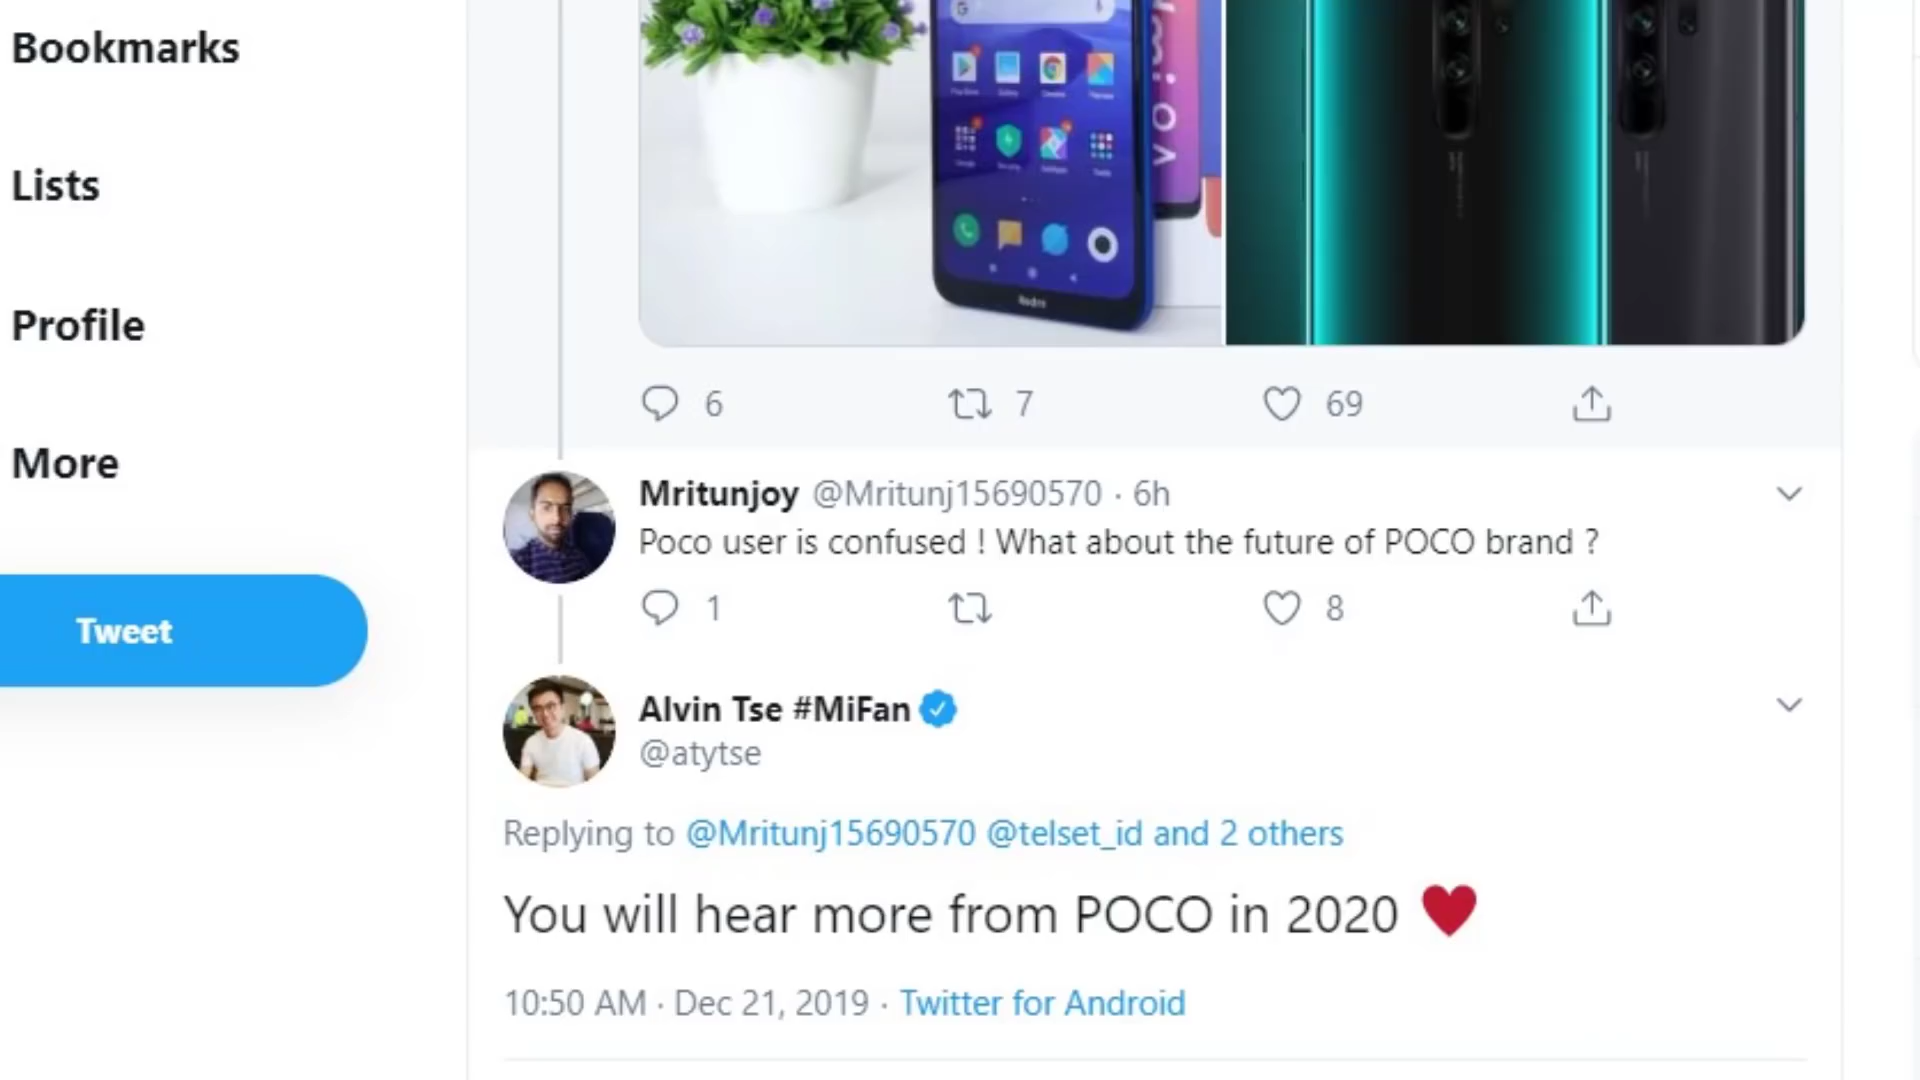 Bookmarks
Lists
Profile
More
Tweet
Redmi
6 7 69
Mritunjoy @Mritunj15690570 · 6h
Poco user is confused ! What about the future of POCO brand ?
1 8
Alvin Tse #MiFan
@atytse
Replying to @Mritunj15690570 @telset_id and 2 others
You will hear more from POCO in 2020 ♥
10:50 AM · Dec 21, 2019 · Twitter for Android